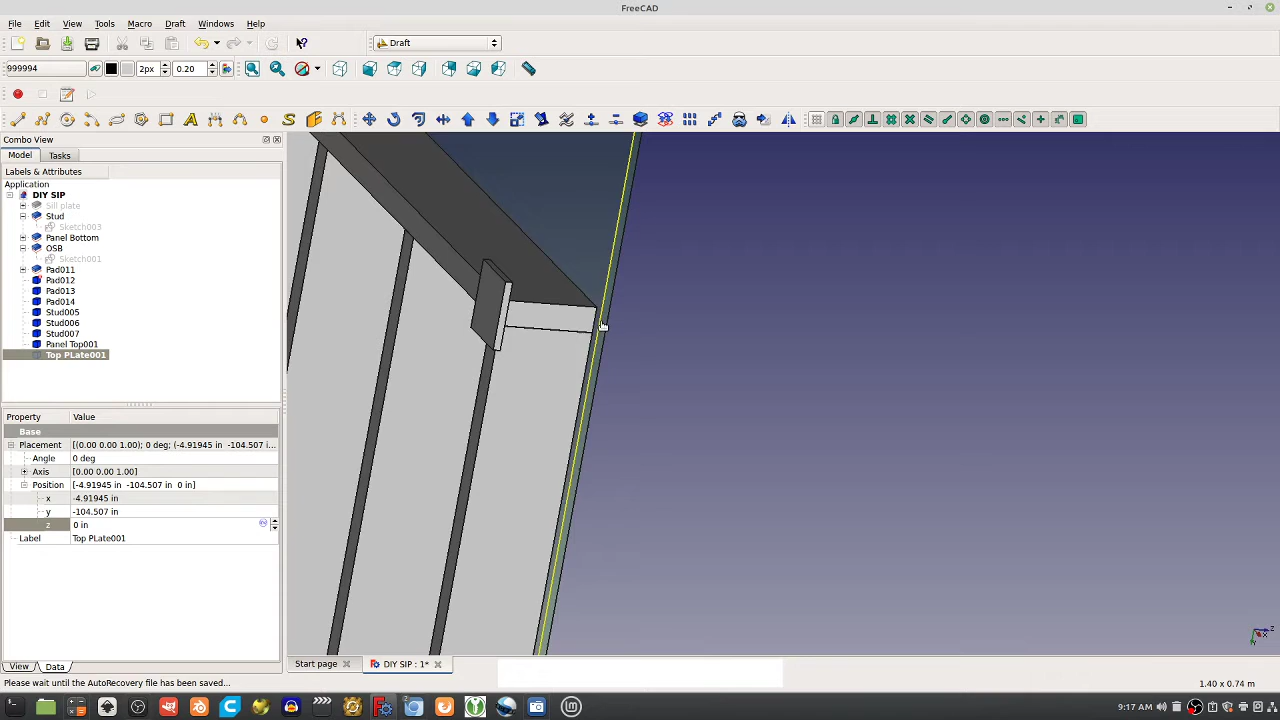 FreeCAD
File Edit View Tools Macro Draft Windows Help
Draft
999994 2px 0.20
Combo View
Model Tasks
Labels & Attributes
Application
DIY SIP
Sill plate
Stud
Sketch003
Panel Bottom
OSB
Sketch001
Pad011
Pad012
Pad013
Pad014
Stud005
Stud006
Stud007
Panel Top001
Top PLate001
Property Value
Base
Placement [(0.00 0.00 1.00); 0 deg; (-4.91945 in -104.507 i...
Angle 0 deg
Axis [0.00 0.00 1.00]
Position [-4.91945 in -104.507 in 0 in]
x -4.91945 in
y -104.507 in
z 0 in
Label Top PLate001
View Data
Start page DIY SIP : 1*
Please wait until the AutoRecovery file has been saved... 1.40 x 0.74 m
9:17 AM